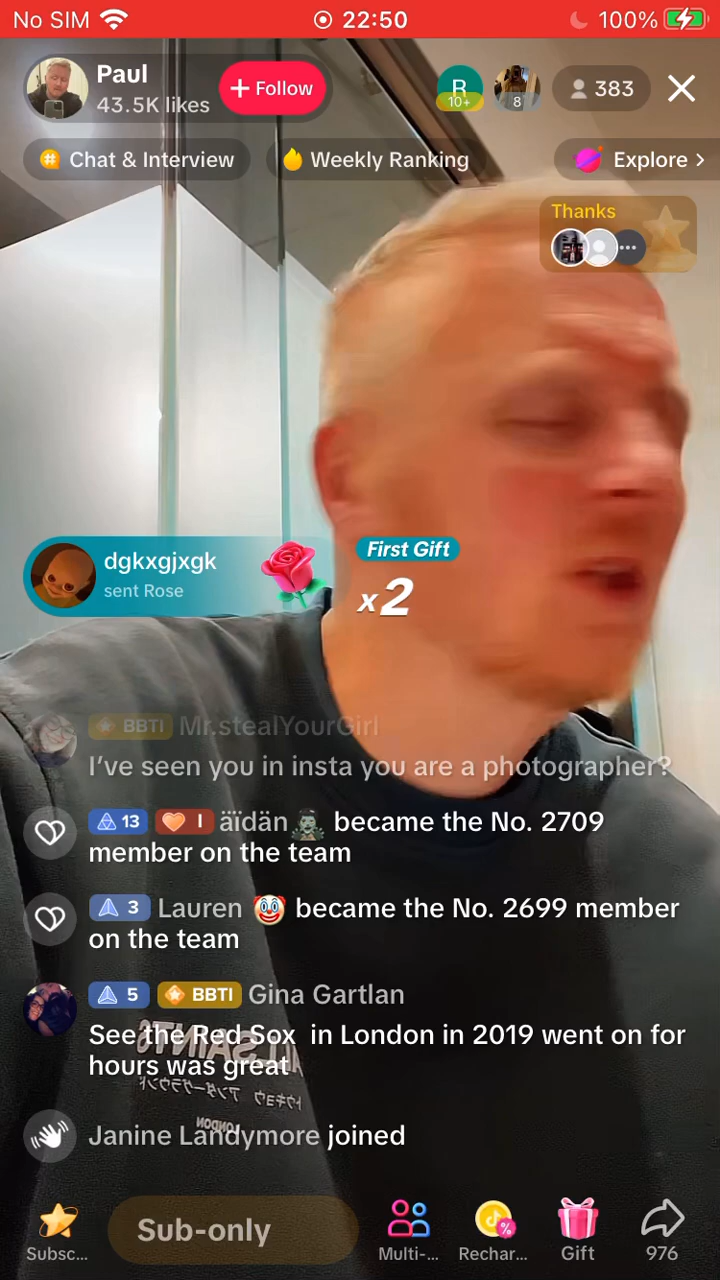 No SIM 22:50 100%
Paul
43.5K likes
+ Follow
R
10+
8
383
Chat & Interview
Weekly Ranking
Explore >
Thanks
dgkxgjxgk
sent Rose
First Gift
x2
BBTI Mr.stealYourGirl
I've seen you in insta you are a photographer?
13 I äïdän became the No. 2709
member on the team
3 Lauren 🤡 became the No. 2699 member
on the team
5 BBTI Gina Gartlan
See the Red Sox in London in 2019 went on for
hours was great
Janine Landymore joined
LONDON
Subsc...
Sub-only
Multi-...
Rechar...
Gift
976